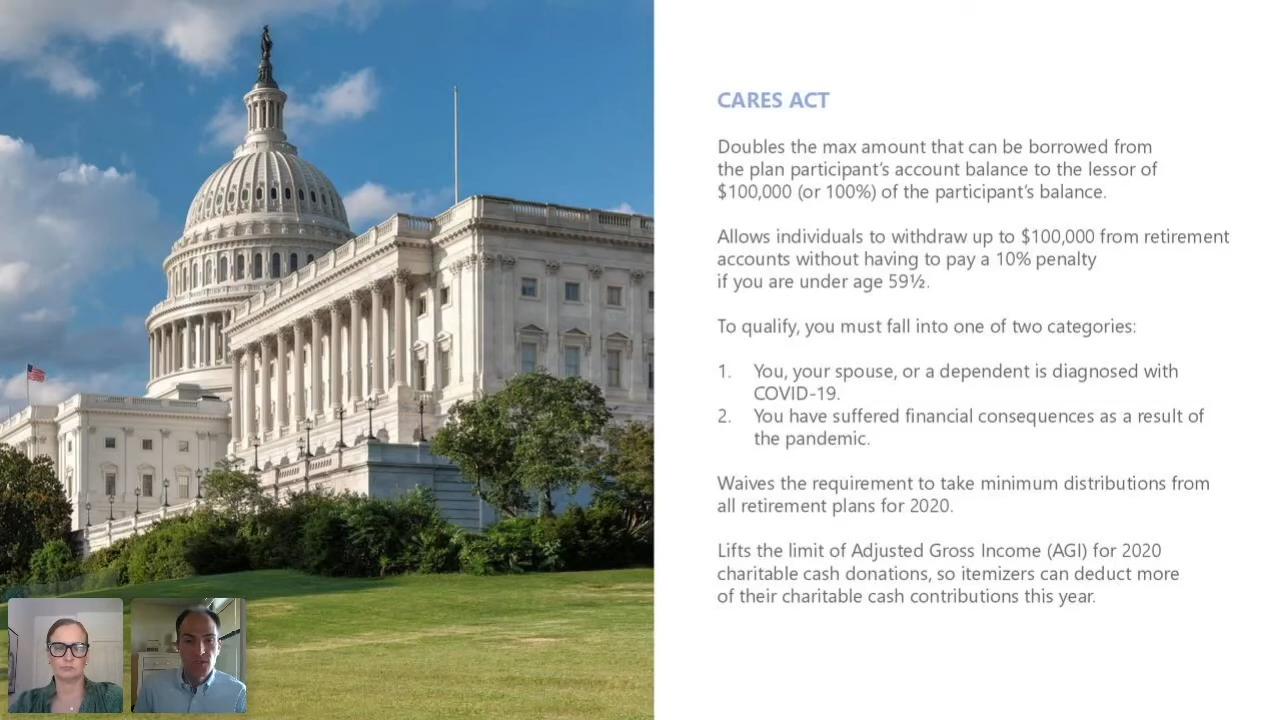 CARES ACT
Doubles the max amount that can be borrowed from
the plan participant's account balance to the lessor of
$100,000 (or 100%) of the participant's balance.
Allows individuals to withdraw up to $100,000 from retirement
accounts without having to pay a 10% penalty
if you are under age 59½.
To qualify, you must fall into one of two categories:
1. You, your spouse, or a dependent is diagnosed with
COVID-19.
2. You have suffered financial consequences as a result of
the pandemic.
Waives the requirement to take minimum distributions from
all retirement plans for 2020.
Lifts the limit of Adjusted Gross Income (AGI) for 2020
charitable cash donations, so itemizers can deduct more
of their charitable cash contributions this year.